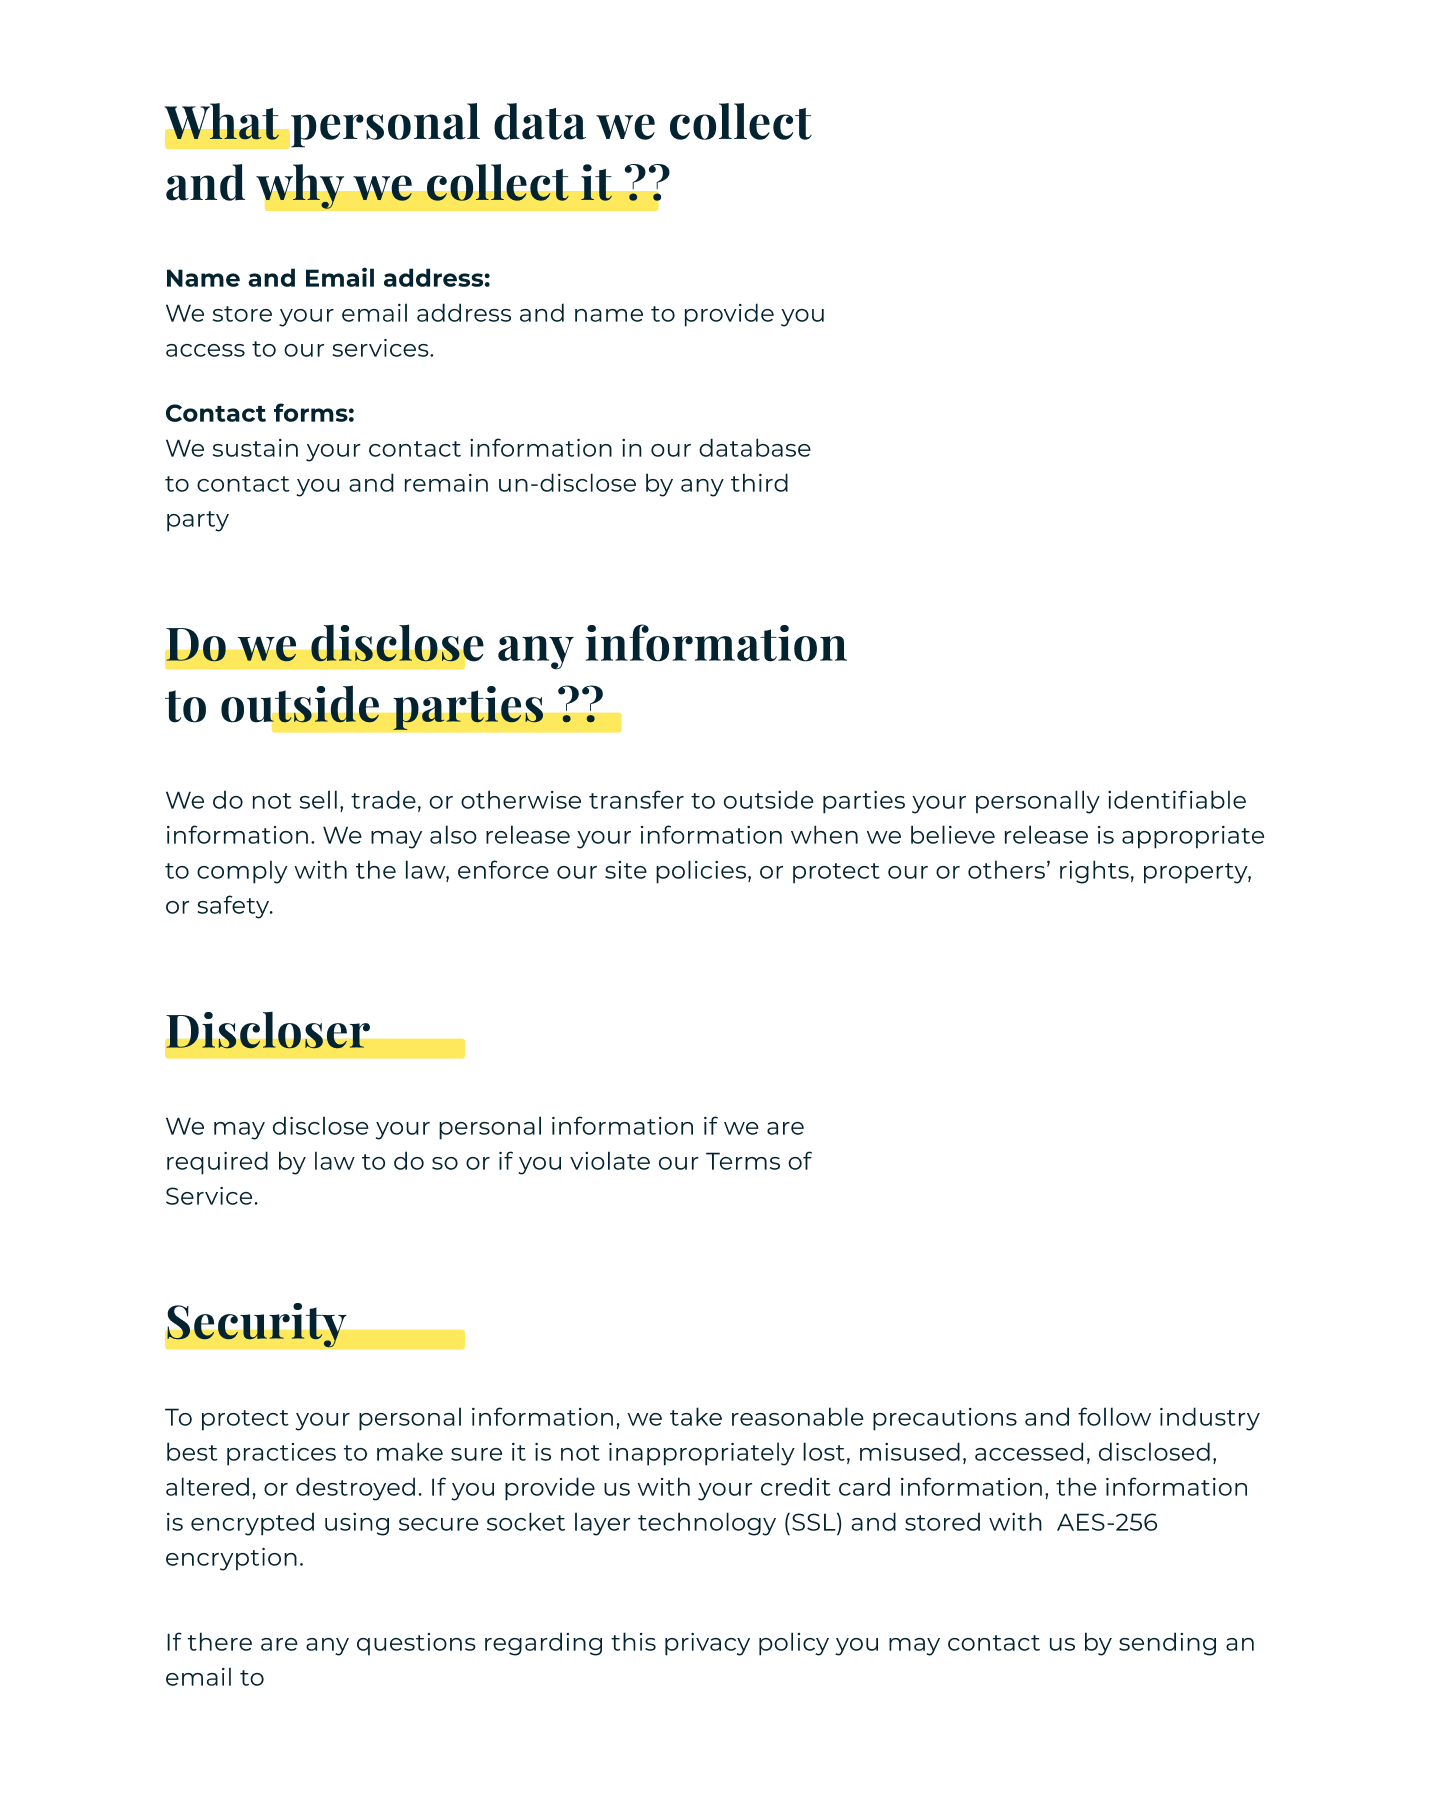 What personal data we collect
and why we collect it ??
Name and Email address:
We store your email address and name to provide you
access to our services.
Contact forms:
We sustain your contact information in our database
to contact you and remain un-disclose by any third
party
Do we disclose any information
to outside parties ??
We do not sell, trade, or otherwise transfer to outside parties your personally identifiable
information. We may also release your information when we believe release is appropriate
to comply with the law, enforce our site policies, or protect our or others’ rights, property,
or safety.
Discloser
We may disclose your personal information if we are
required by law to do so or if you violate our Terms of
Service.
Security
To protect your personal information, we take reasonable precautions and follow industry
best practices to make sure it is not inappropriately lost, misused, accessed, disclosed,
altered, or destroyed. If you provide us with your credit card information, the information
is encrypted using secure socket layer technology (SSL) and stored with  AES-256
encryption.
If there are any questions regarding this privacy policy you may contact us by sending an
email to